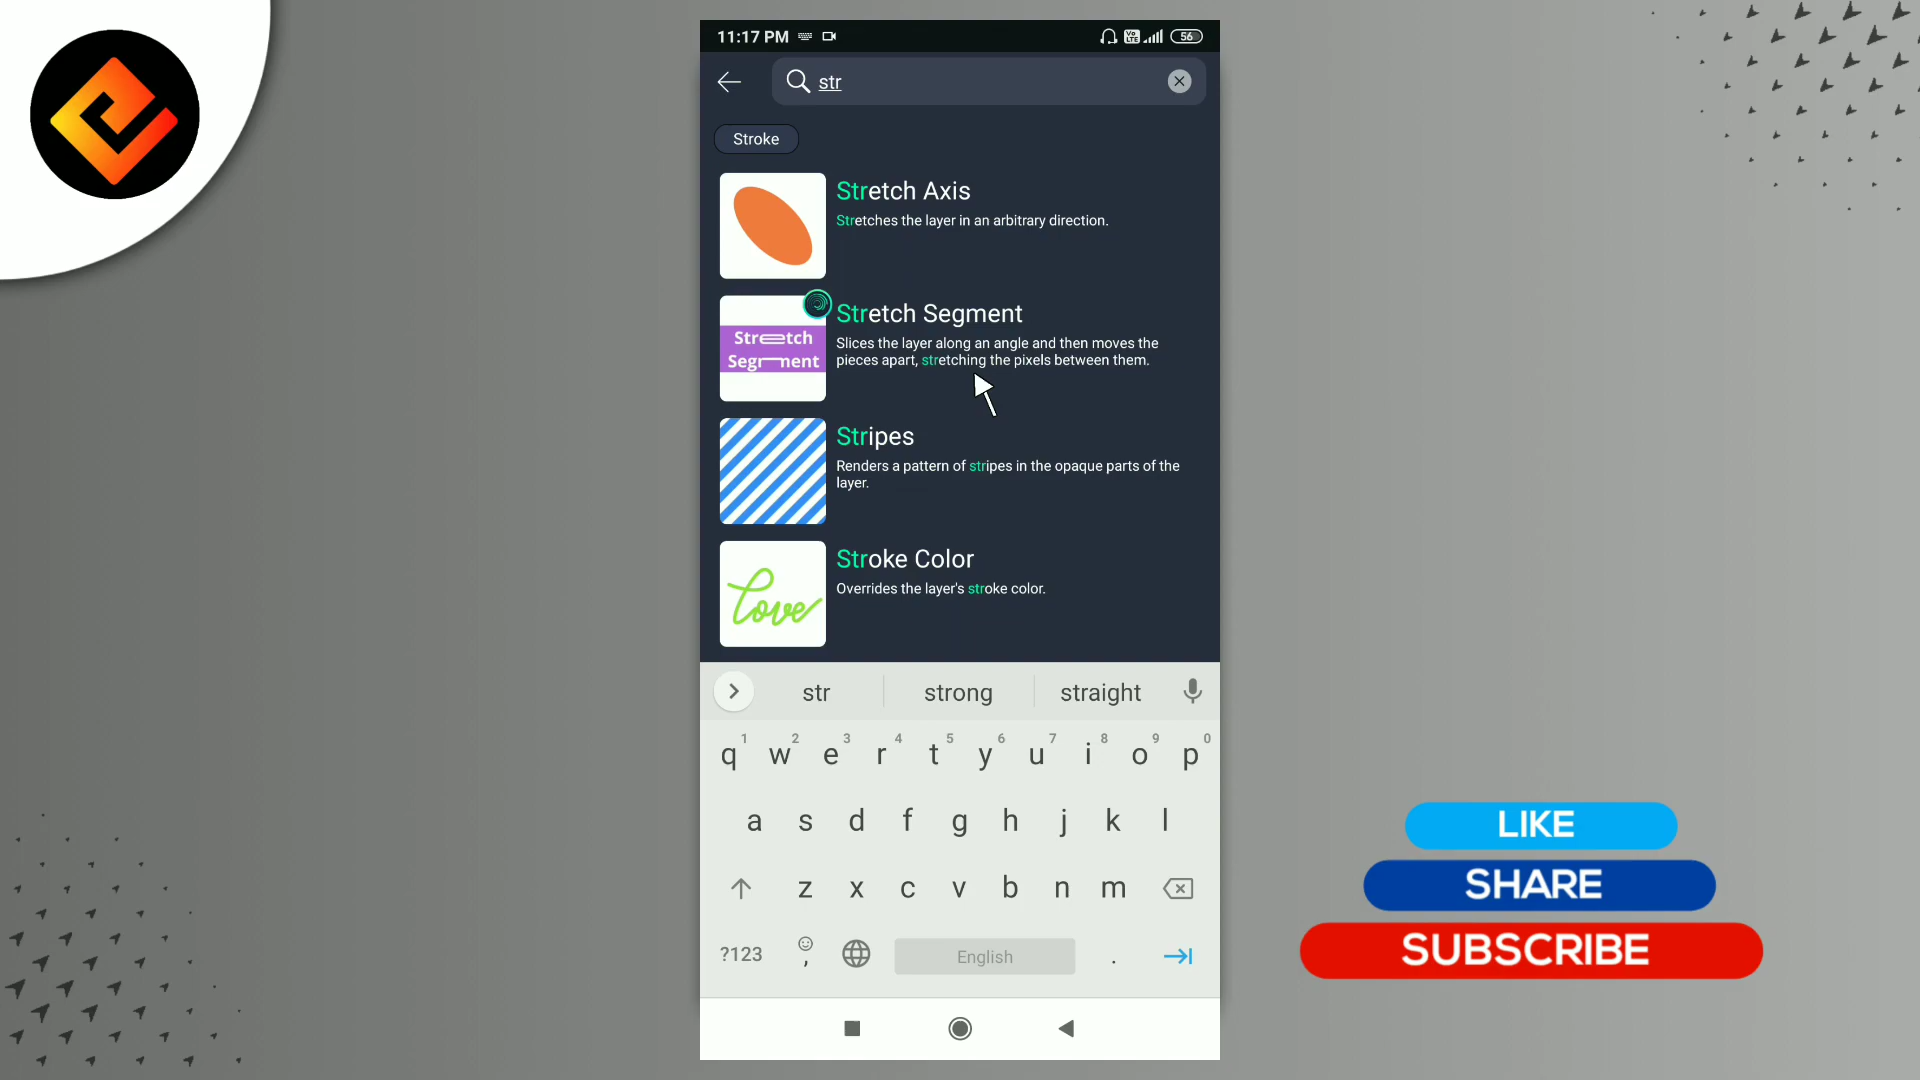 11:17 PM
Vo LTE
56
str
Stroke
Stretch Axis
Stretches the layer in an arbitrary direction.
Stretch Segment
Stretch Segment
Slices the layer along an angle and then moves the
pieces apart, stretching the pixels between them.
Stripes
Renders a pattern of stripes in the opaque parts of the
layer.
Stroke Color
Overrides the layer's stroke color.
Love
str strong straight
1 2 3 4 5 6 7 8 9 0
q w e r t y u i o p
a s d f g h j k l
z x c v b n m
?123 , English .
LIKE
SHARE
SUBSCRIBE